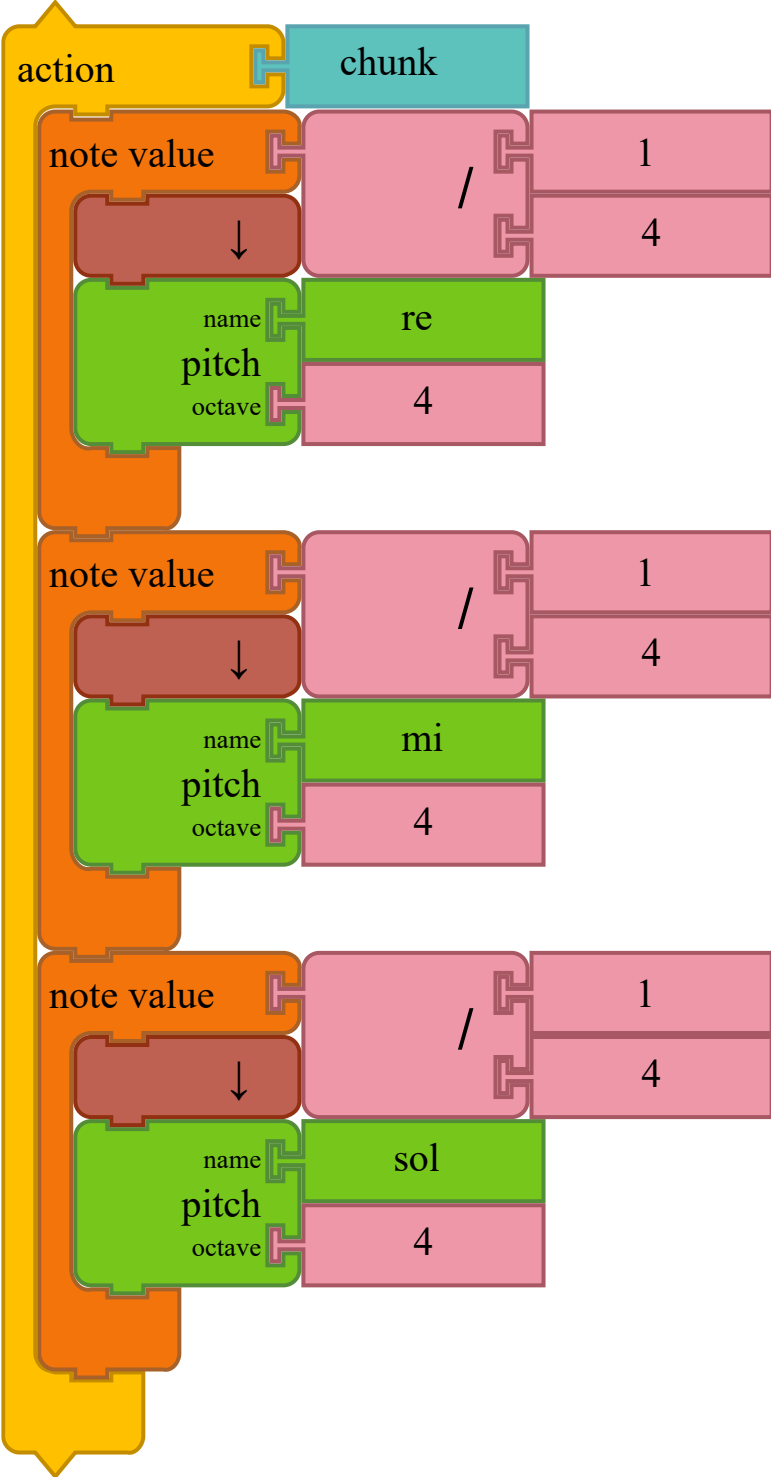 action chunk
note value / 1
↓ 4
name re
pitch
octave 4
note value / 1
↓ 4
name mi
pitch
octave 4
note value / 1
↓ 4
name sol
pitch
octave 4